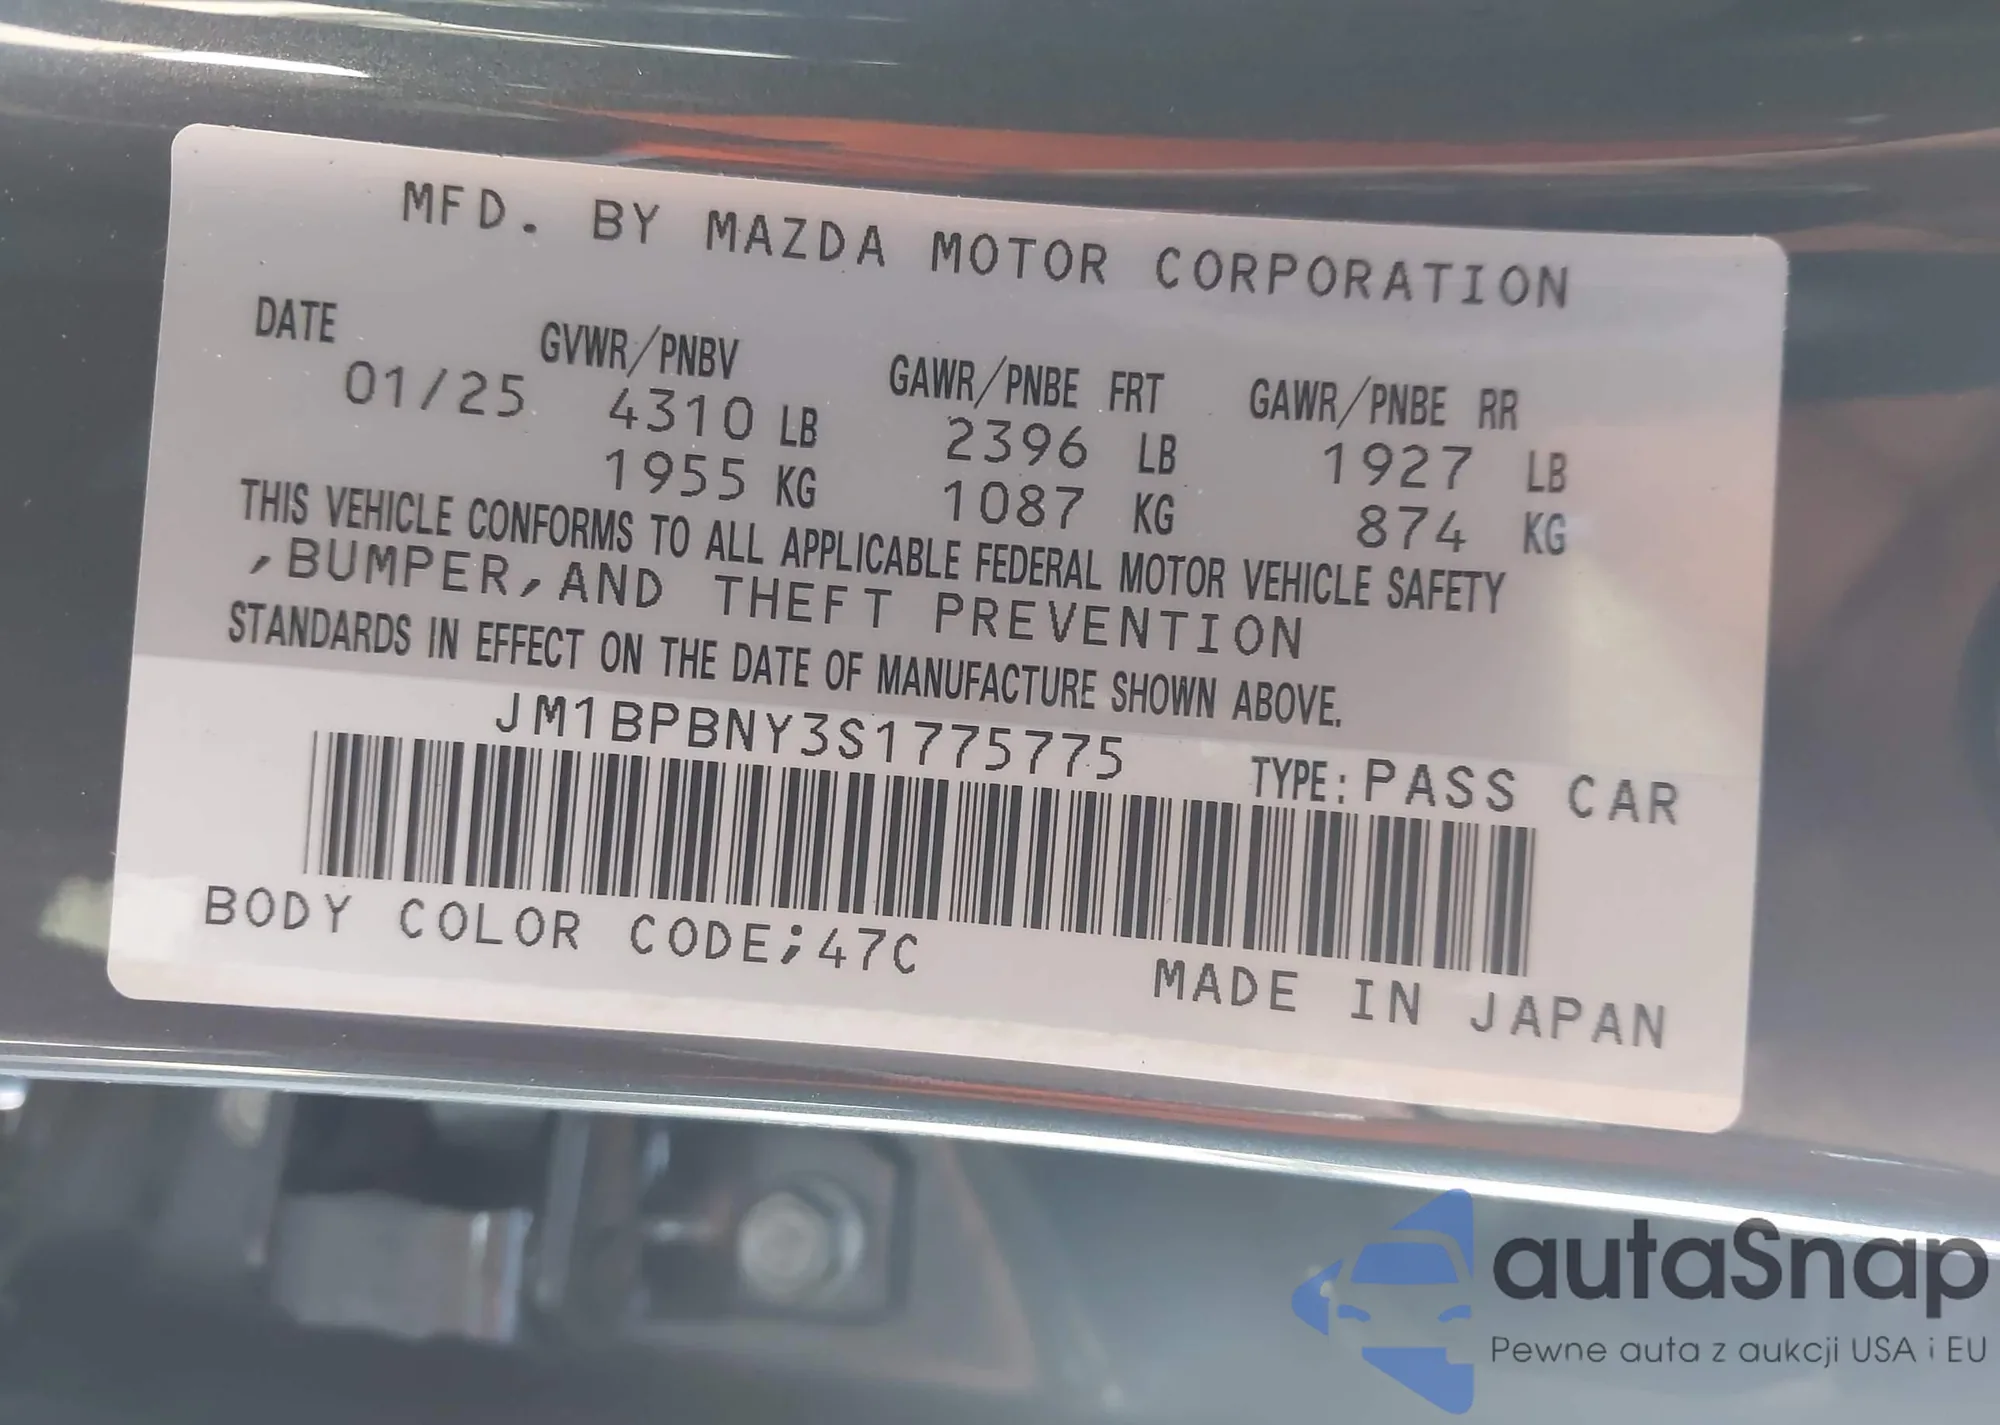 MFD. BY MAZDA MOTOR CORPORATION
DATE GVWR/PNBV GAWR/PNBE FRT GAWR/PNBE RR
01/25 4310 LB 2396 LB 1927 LB
1955 KG 1087 KG 874 KG
THIS VEHICLE CONFORMS TO ALL APPLICABLE FEDERAL MOTOR VEHICLE SAFETY
,BUMPER,AND THEFT PREVENTION
STANDARDS IN EFFECT ON THE DATE OF MANUFACTURE SHOWN ABOVE.
JM1BPBNY3S1775775 TYPE:PASS CAR
BODY COLOR CODE;47C
MADE IN JAPAN
autaSnap
Pewne auta z aukcji USA i EU